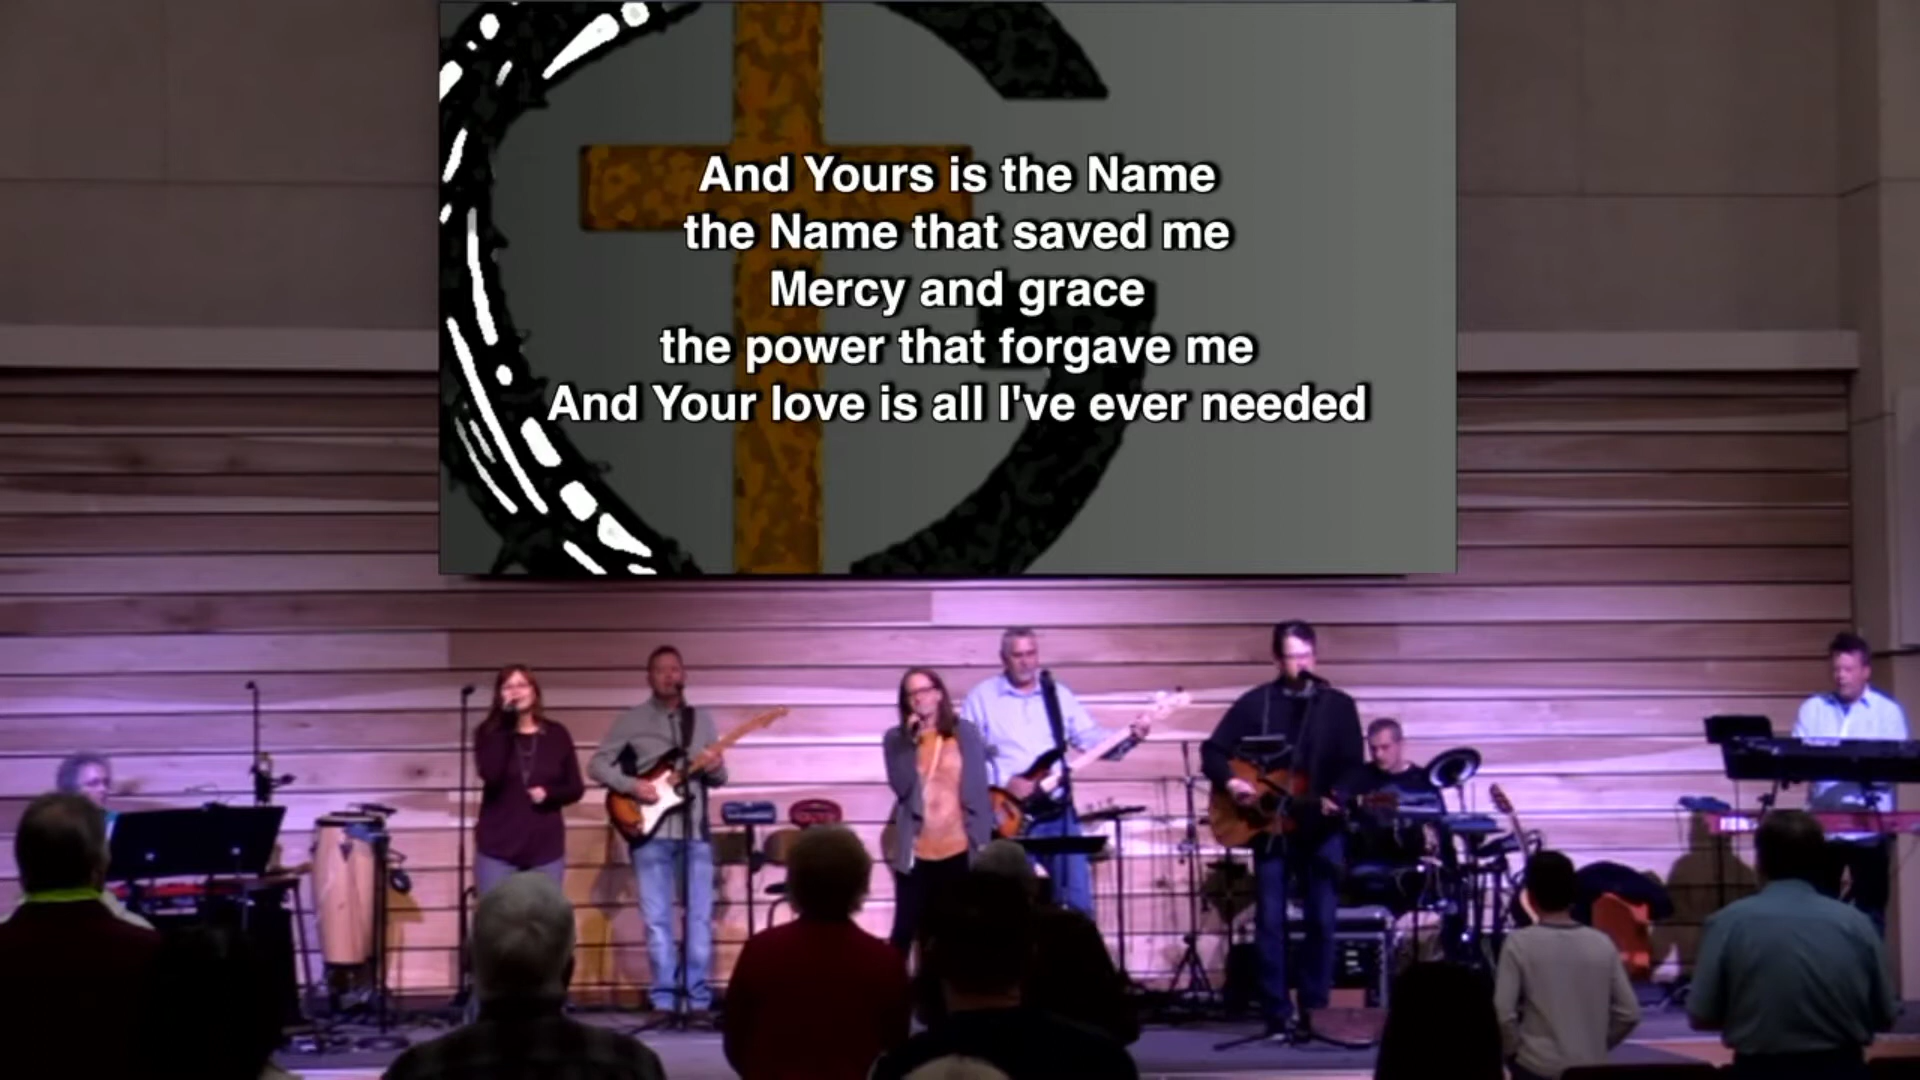 And Yours is the Name
the Name that saved me
Mercy and grace
the power that forgave me
And Your love is all I've ever needed